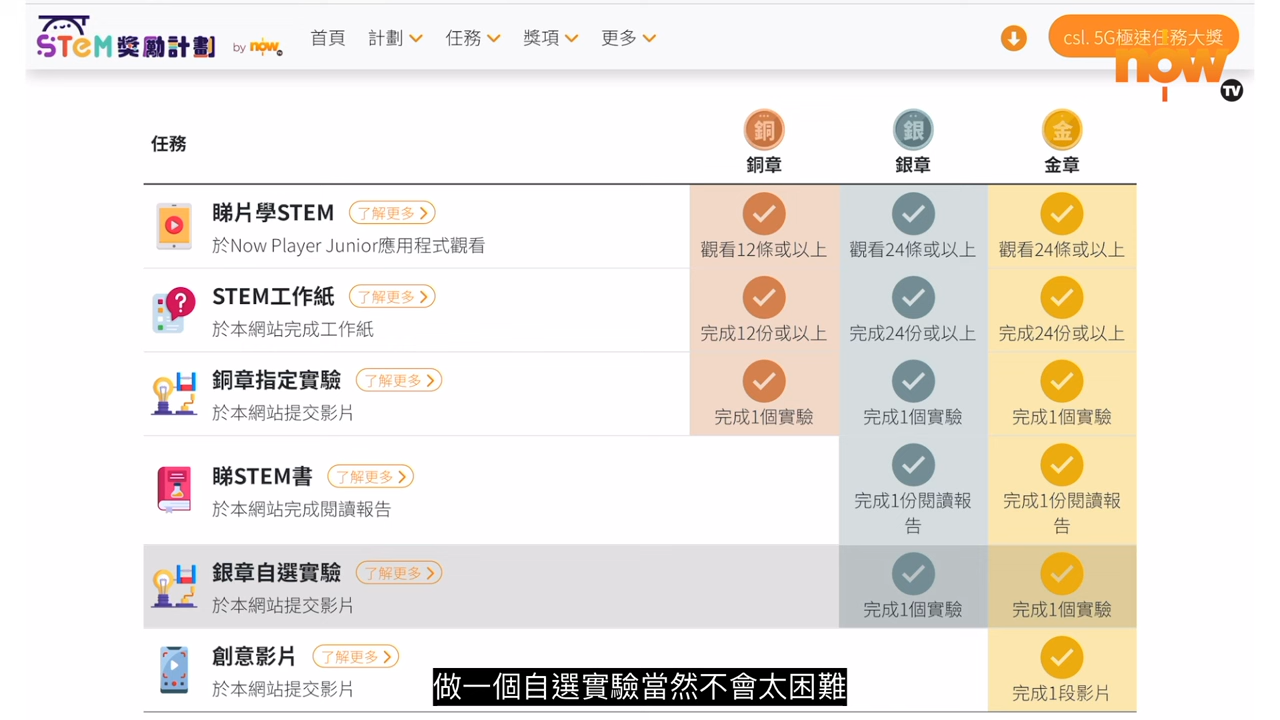 STEM獎勵計劃 by now TV
首頁 計劃 任務 獎項 更多
csl. 5G極速任務大獎
now TV
任務 銅 銅章 銀 銀章 金 金章
睇片學STEM 了解更多
於Now Player Junior應用程式觀看
觀看12條或以上 觀看24條或以上 觀看24條或以上
STEM工作紙 了解更多
於本網站完成工作紙
完成12份或以上 完成24份或以上 完成24份或以上
銅章指定實驗 了解更多
於本網站提交影片
完成1個實驗 完成1個實驗 完成1個實驗
睇STEM書 了解更多
於本網站完成閱讀報告
完成1份閱讀報 完成1份閱讀報
告 告
銀章自選實驗 了解更多
於本網站提交影片
完成1個實驗 完成1個實驗
創意影片 了解更多
於本網站提交影片
完成1段影片
做一個自選實驗當然不會太困難